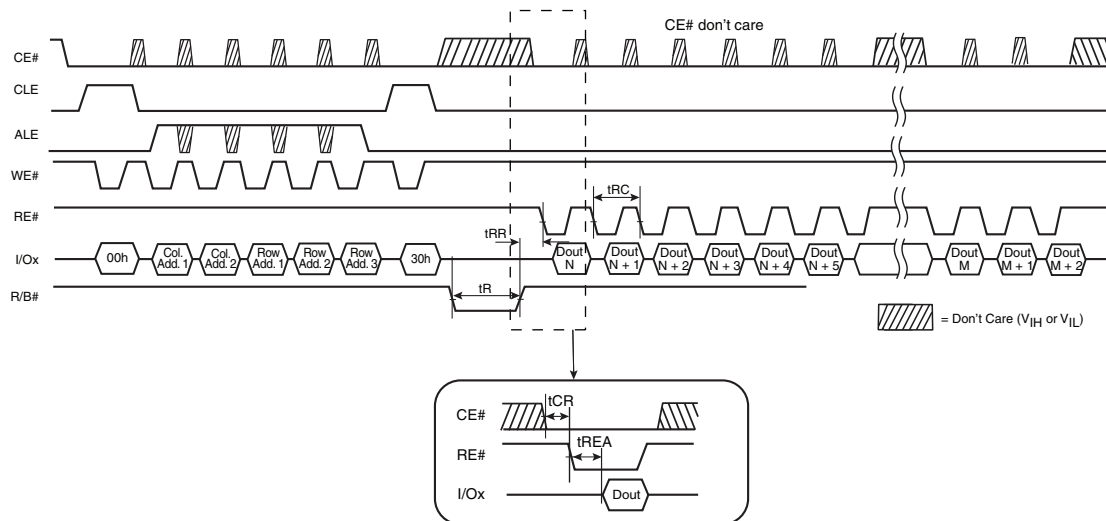 CE# don't care
CE#
CLE
ALE
WE#
RE#
tRC
tRR
I/Ox
00h
Col. Add. 1
Col. Add. 2
Row Add. 1
Row Add. 2
Row Add. 3
30h
Dout N
Dout N + 1
Dout N + 2
Dout N + 3
Dout N + 4
Dout N + 5
Dout M
Dout M + 1
Dout M + 2
R/B#
tR
= Don't Care (VIH or VIL)
CE#
tCR
RE#
tREA
I/Ox
Dout